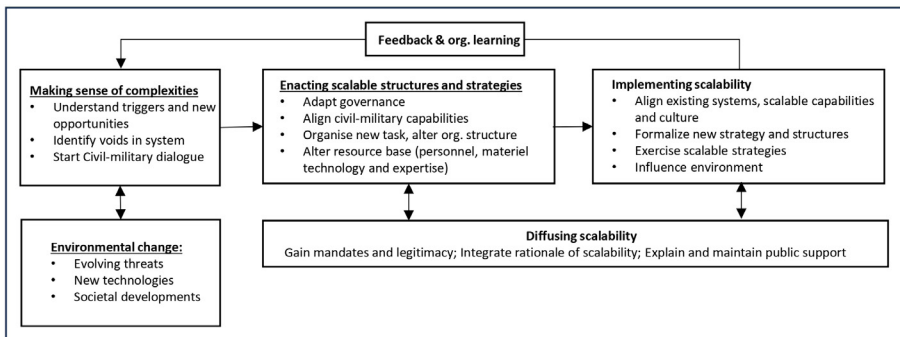 Feedback & org. learning
Making sense of complexities
• Understand triggers and new
opportunities
• Identify voids in system
• Start Civil-military dialogue
Enacting scalable structures and strategies
• Adapt governance
• Align civil-military capabilities
• Organise new task, alter org. structure
• Alter resource base (personnel, materiel
technology and expertise)
Implementing scalability
• Align existing systems, scalable capabilities
and culture
• Formalize new strategy and structures
• Exercise scalable strategies
• Influence environment
Environmental change:
• Evolving threats
• New technologies
• Societal developments
Diffusing scalability
Gain mandates and legitimacy; Integrate rationale of scalability; Explain and maintain public support